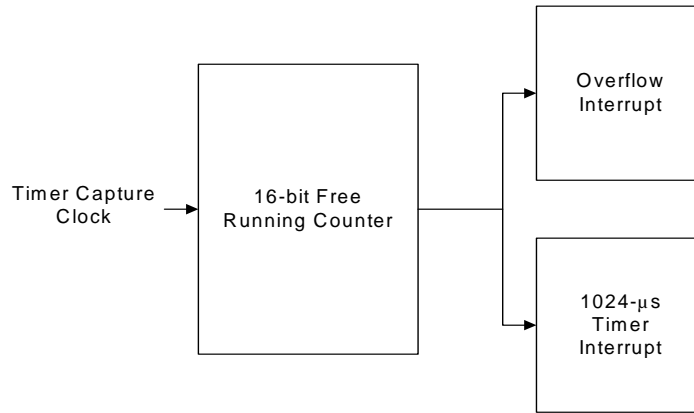 Timer Capture
Clock
16-bit Free
Running Counter
Overflow
Interrupt
1024-μs
Timer
Interrupt